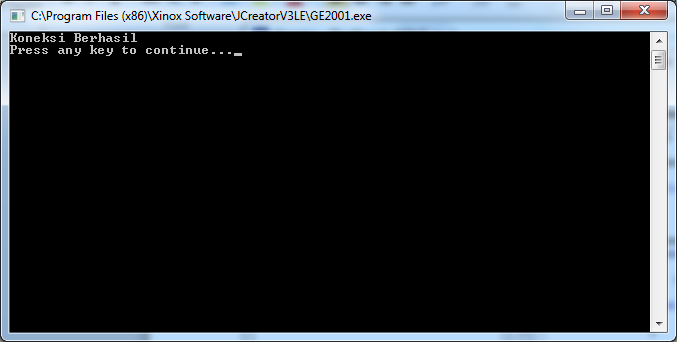 C:\Program Files (x86)\Xinox Software\JCreatorV3LE\GE2001.exe
Koneksi Berhasil
Press any key to continue..._